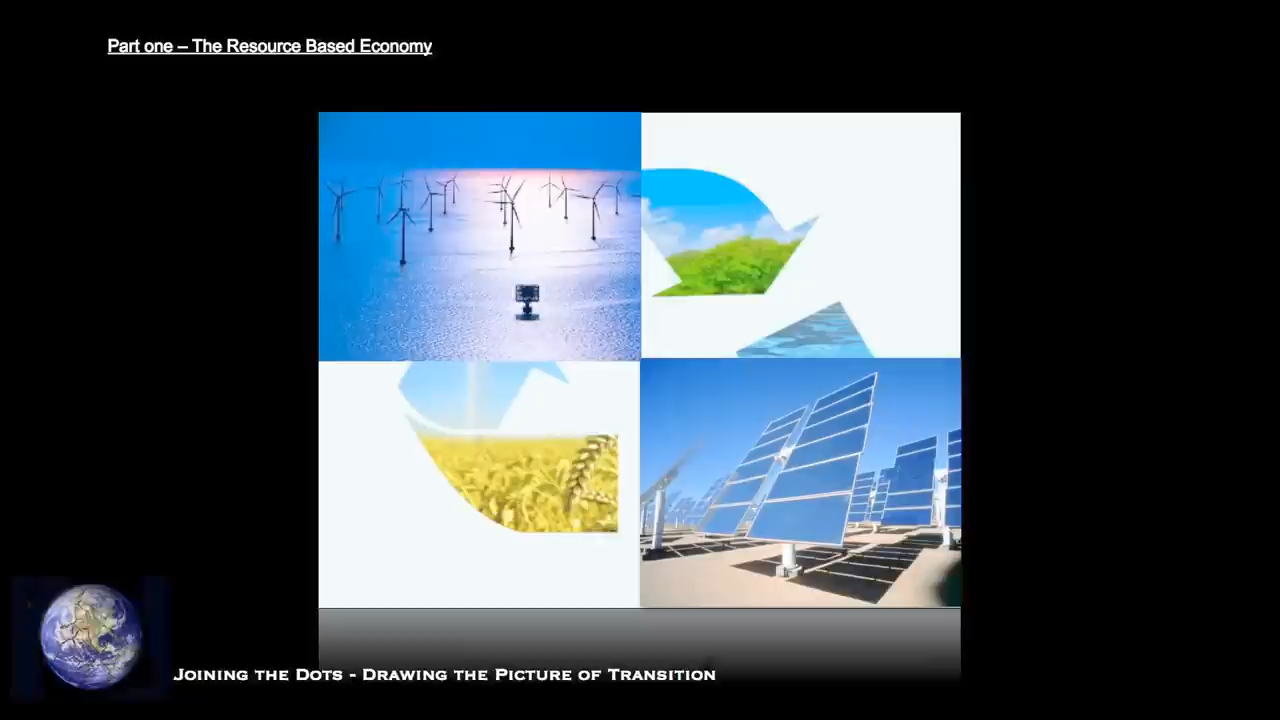 Part one – The Resource Based Economy
Joining the Dots - Drawing the Picture of Transition